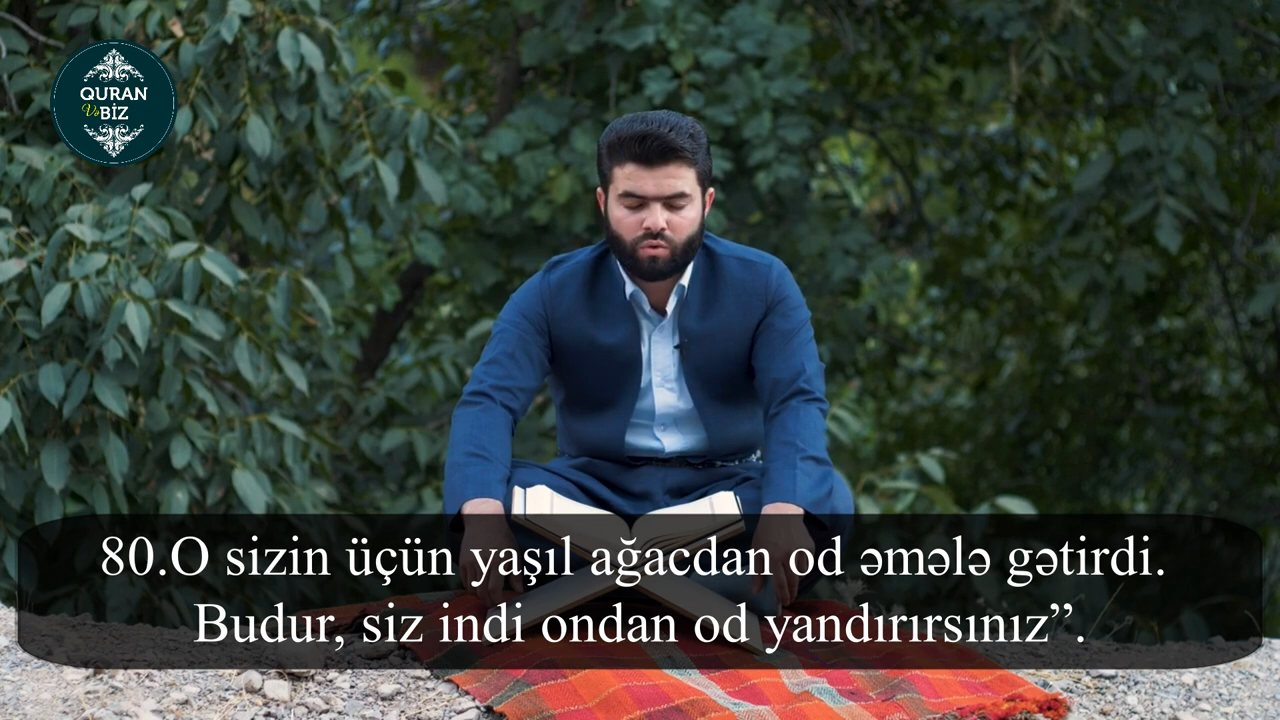 QURAN
Və BİZ
80.O sizin üçün yaşıl ağacdan od əmələ gətirdi.
Budur, siz indi ondan od yandırırsınız”.